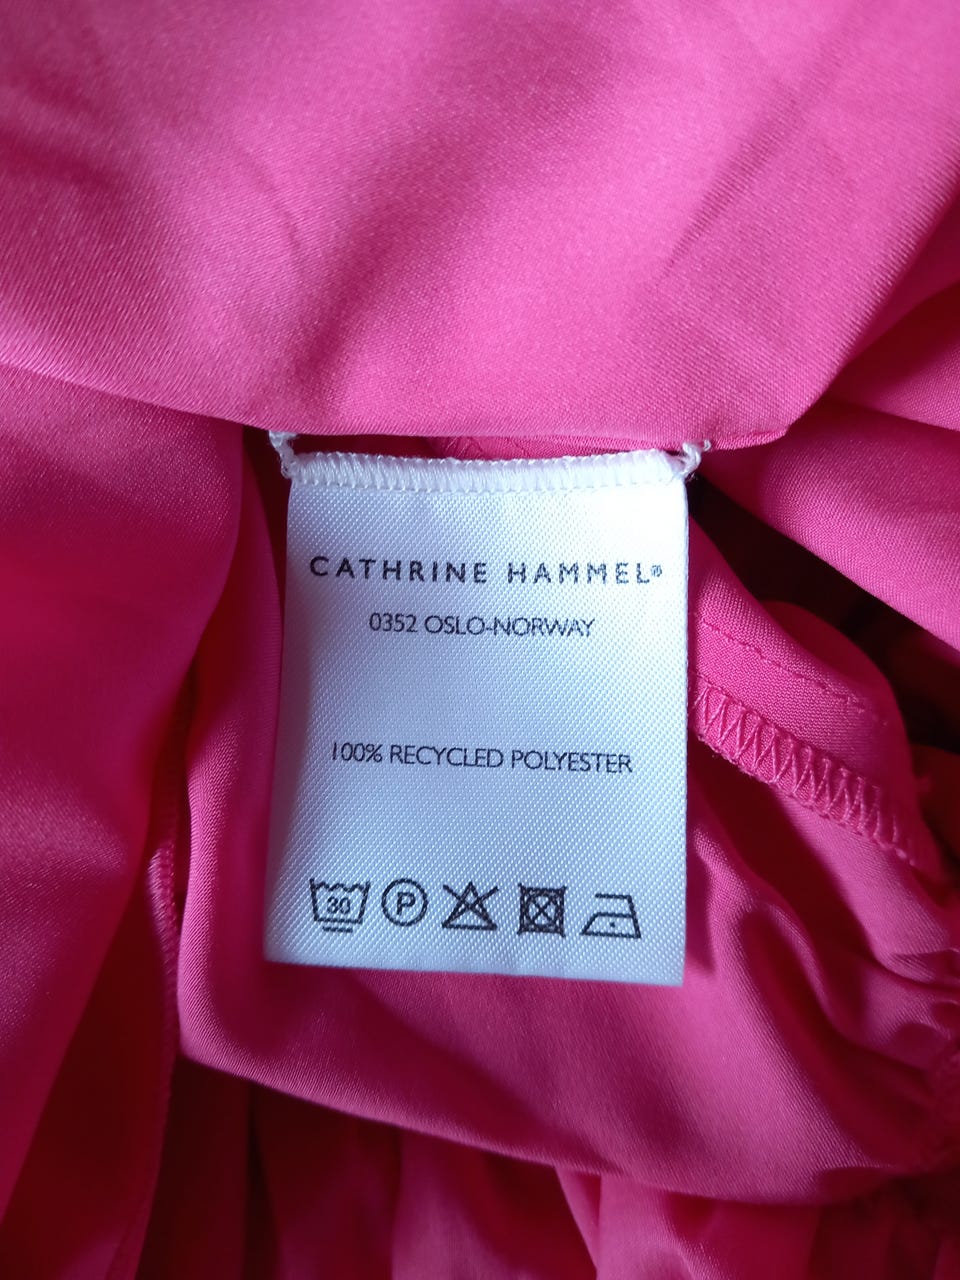 CATHRINE HAMMEL®
0352 OSLO-NORWAY
100% RECYCLED POLYESTER
30 P